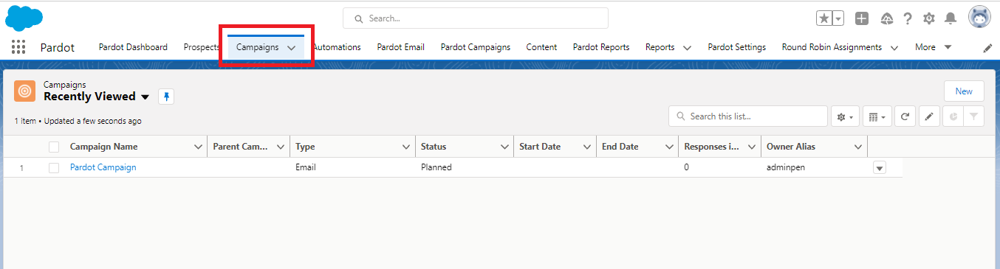 Search...
Pardot Pardot Dashboard Prospects Campaigns Automations Pardot Email Pardot Campaigns Content Pardot Reports Reports Pardot Settings Round Robin Assignments More
Campaigns
Recently Viewed
New
1 item • Updated a few seconds ago
Search this list...
Campaign Name Parent Cam... Type Status Start Date End Date Responses i... Owner Alias
1 Pardot Campaign Email Planned 0 adminpen